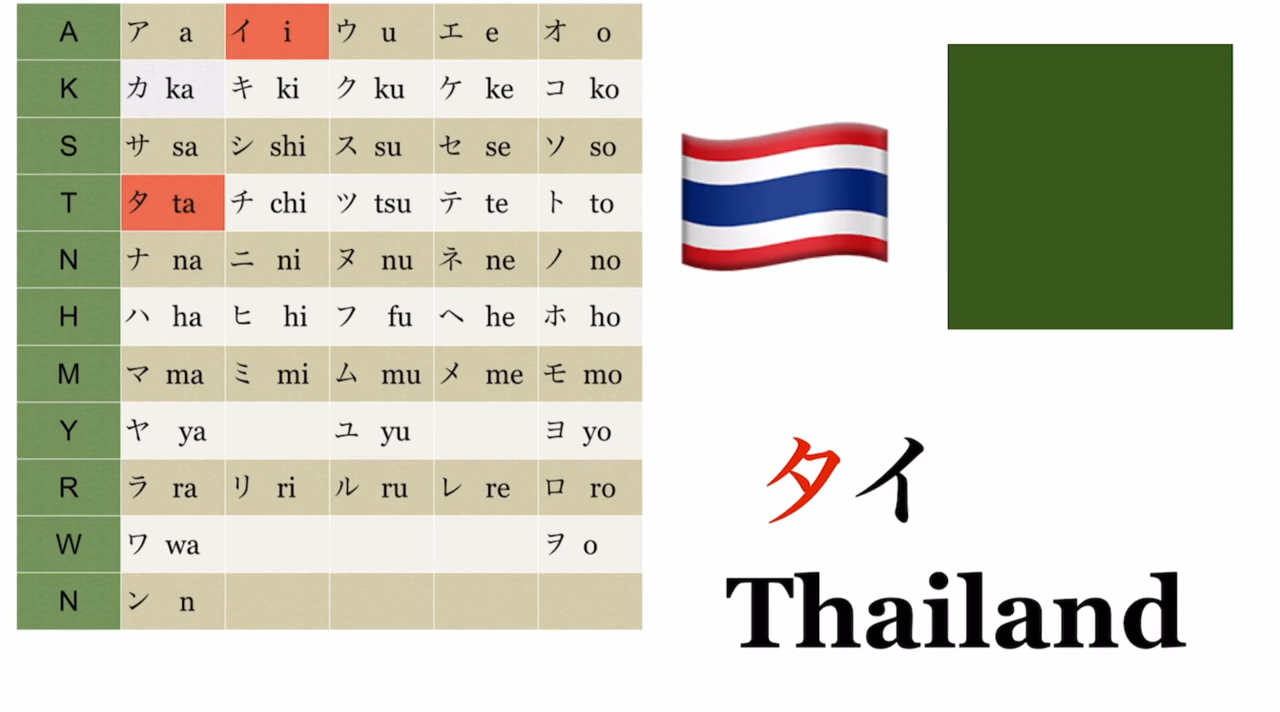 A ア a イ i ウ u エ e オ o
K カ ka キ ki ク ku ケ ke コ ko
S サ sa シ shi ス su セ se ソ so
T タ ta チ chi ツ tsu テ te ト to
N ナ na ニ ni ヌ nu ネ ne ノ no
H ハ ha ヒ hi フ fu ヘ he ホ ho
M マ ma ミ mi ム mu メ me モ mo
Y ヤ ya ユ yu ヨ yo
R ラ ra リ ri ル ru レ re ロ ro
W ワ wa ヲ o
N ン n
タイ
Thailand